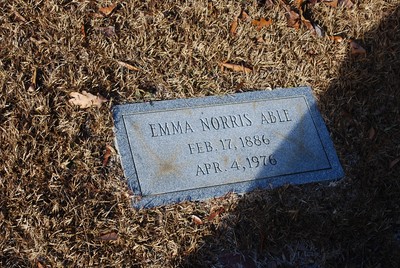 EMMA NORRIS ABLE
FEB. 17, 1886
APR. 4, 1976